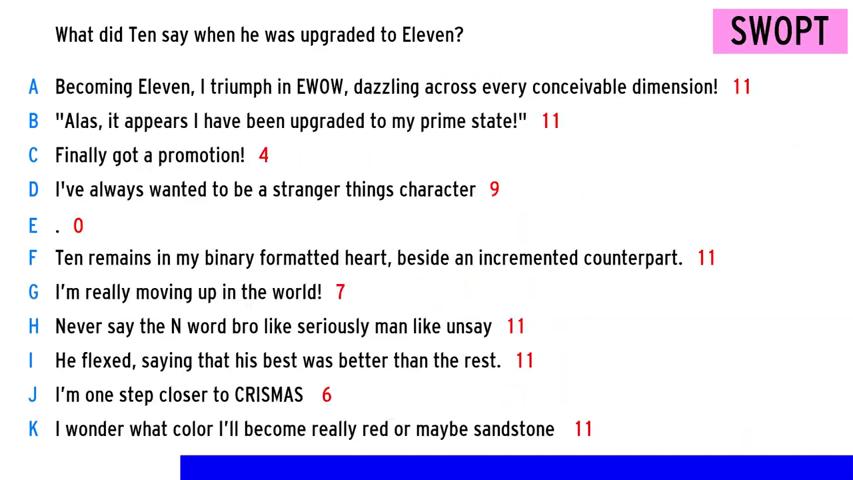 What did Ten say when he was upgraded to Eleven?
SWOPT
A Becoming Eleven, I triumph in EWOW, dazzling across every conceivable dimension! 11
B "Alas, it appears I have been upgraded to my prime state!" 11
C Finally got a promotion! 4
D I've always wanted to be a stranger things character 9
E . 0
F Ten remains in my binary formatted heart, beside an incremented counterpart. 11
G I'm really moving up in the world! 7
H Never say the N word bro like seriously man like unsay 11
I He flexed, saying that his best was better than the rest. 11
J I'm one step closer to CRISMAS 6
K I wonder what color I'll become really red or maybe sandstone 11